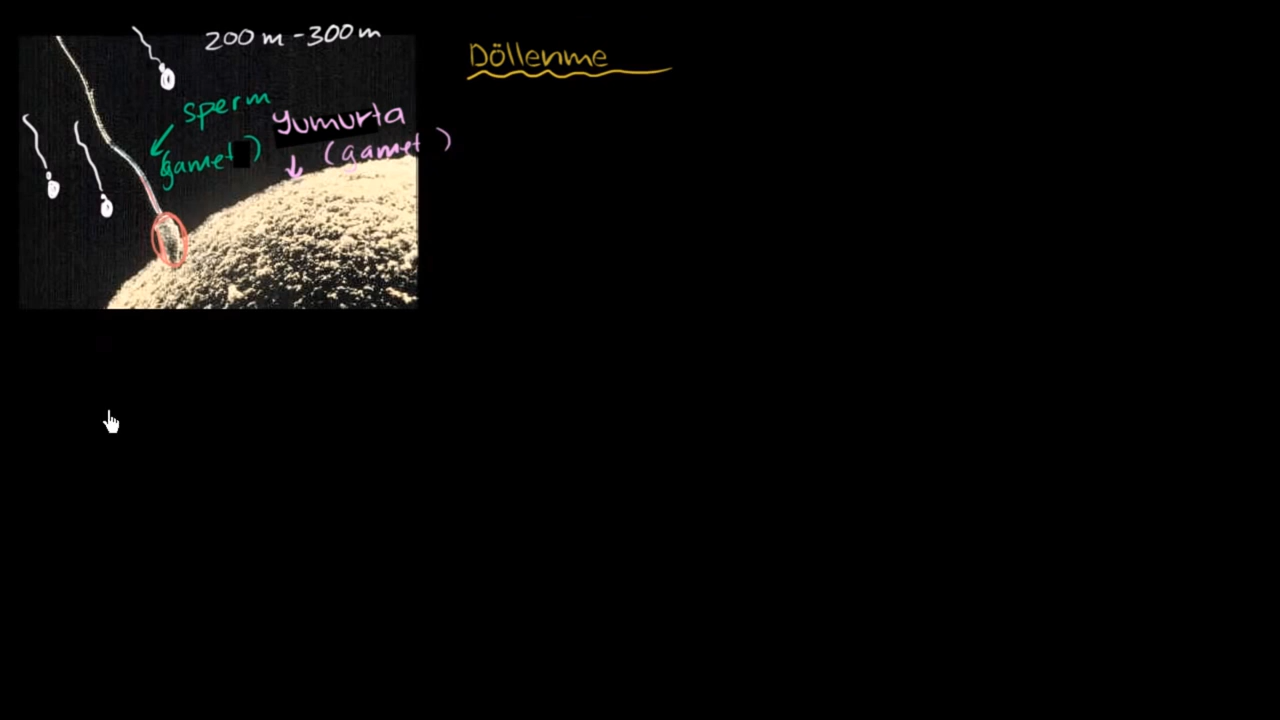 200 m - 300 m
Döllenme
sperm
(gamet)
yumurta
(gamet)